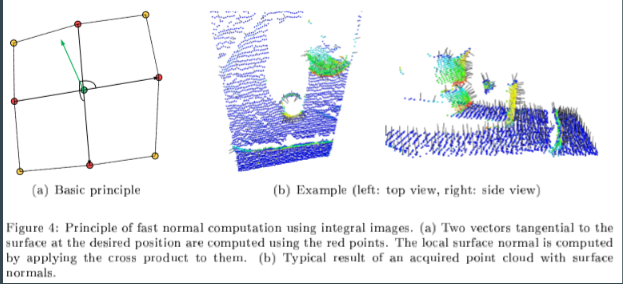 (a) Basic principle
(b) Example (left: top view, right: side view)
Figure 4: Principle of fast normal computation using integral images. (a) Two vectors tangential to the
surface at the desired position are computed using the red points. The local surface normal is computed
by applying the cross product to them. (b) Typical result of an acquired point cloud with surface
normals.